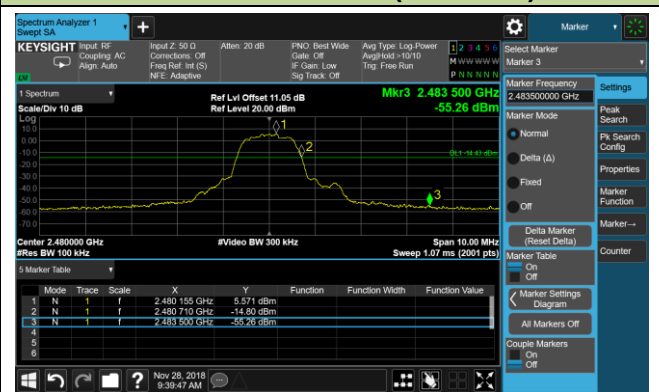 Spectrum Analyzer 1
Swept SA
Marker
KEYSIGHT
Input: RF
Coupling: AC
Align: Auto
Input Z: 50 Ω
Corrections: Off
Freq Ref: Int (S)
NFE: Adaptive
Atten: 20 dB
PNO: Best Wide
Gate: Off
IF Gain: Low
Sig Track: Off
Avg Type: Log-Power
Avg|Hold:>10/10
Trig: Free Run
1 2 3 4 5 6
M W W W W W
P N N N N N
LV
Select Marker
Marker 3
1 Spectrum
Scale/Div 10 dB
Ref Lvl Offset 11.05 dB
Ref Level 20.00 dBm
Mkr3 2.483 500 GHz
-55.26 dBm
Log
10.0
0.00
-10.0
-20.0
-30.0
-40.0
-50.0
-60.0
-70.0
1
2
3
DL1 -14.43 dBm
Center 2.480000 GHz
#Res BW 100 kHz
#Video BW 300 kHz
Span 10.00 MHz
Sweep 1.07 ms (2001 pts)
5 Marker Table
Mode Trace Scale X Y Function Function Width Function Value
1 N 1 f 2.480 155 GHz 5.571 dBm
2 N 1 f 2.480 710 GHz -14.80 dBm
3 N 1 f 2.483 500 GHz -55.26 dBm
4
5
6
Marker Frequency
2.483500000 GHz
Marker Mode
Normal
Delta (Δ)
Fixed
Off
Delta Marker
(Reset Delta)
Marker Table
On
Off
Marker Settings
Diagram
All Markers Off
Couple Markers
On
Off
Settings
Peak
Search
Pk Search
Config
Properties
Marker
Function
Marker→
Counter
?
Nov 28, 2018
9:39:47 AM